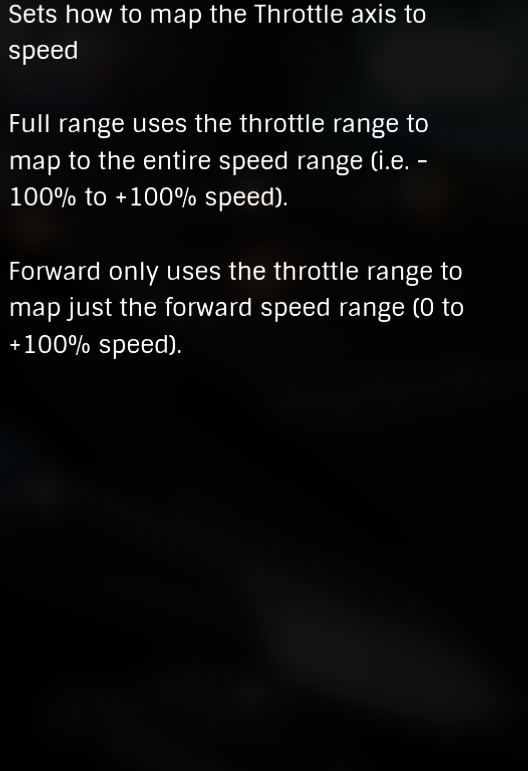 Sets how to map the Throttle axis to
speed
Full range uses the throttle range to
map to the entire speed range (i.e. -
100% to +100% speed).
Forward only uses the throttle range to
map just the forward speed range (0 to
+100% speed).